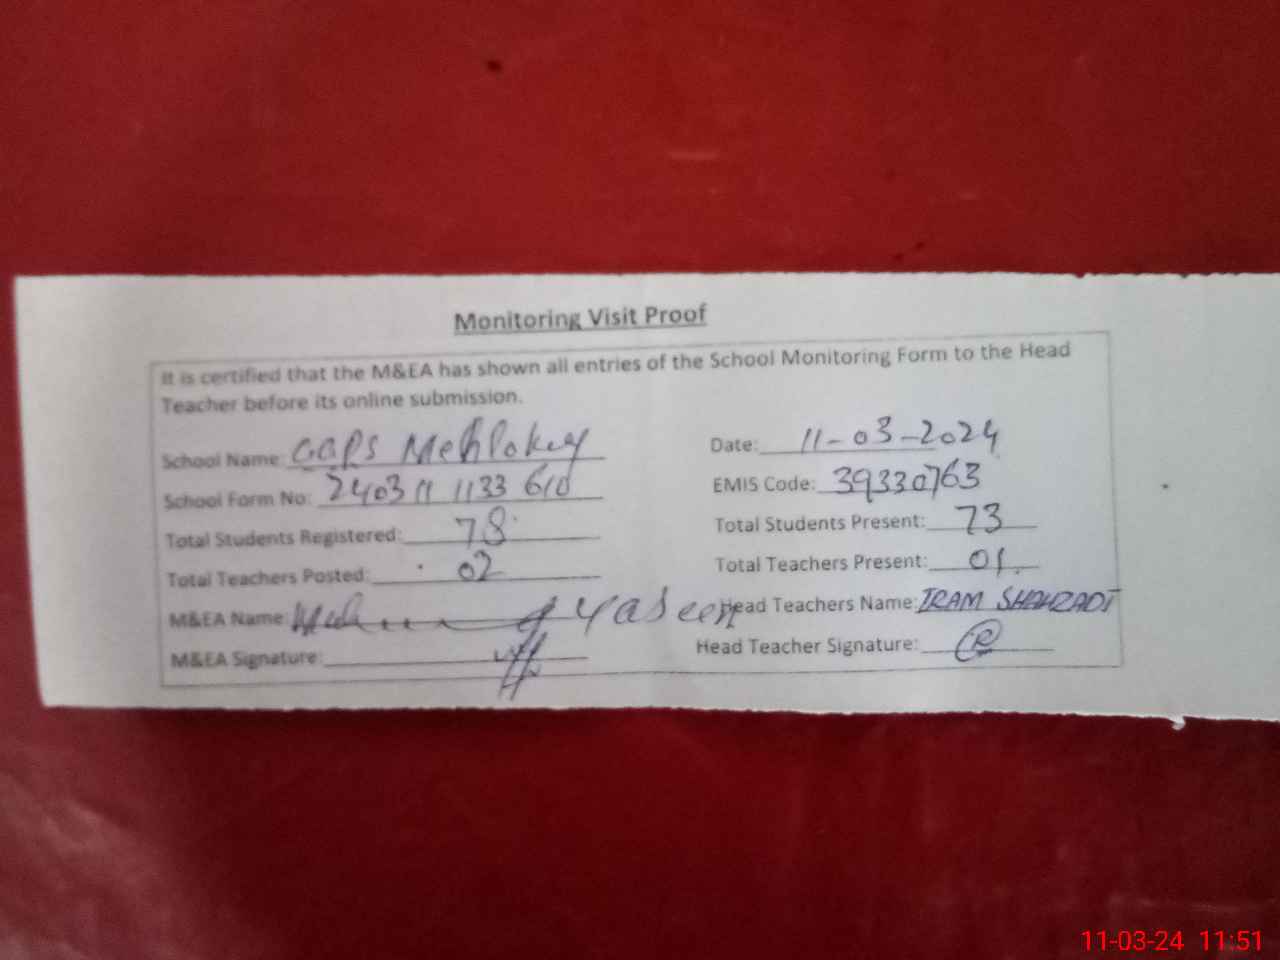 Monitoring Visit Proof
It is certified that the M&EA has shown all entries of the School Monitoring Form to the Head
Teacher before its online submission.
School Name: GGPS Mehlokey
Date: 11-03-2024
School Form No: 2403 11 1133 610
EMIS Code: 39330763
Total Students Registered: 78
Total Students Present: 73
Total Teachers Posted: 02
Total Teachers Present: 01
M&EA Name: Yaseen
Head Teachers Name: IRAM SHAHZADI
M&EA Signature:
Head Teacher Signature:
11-03-24 11:51